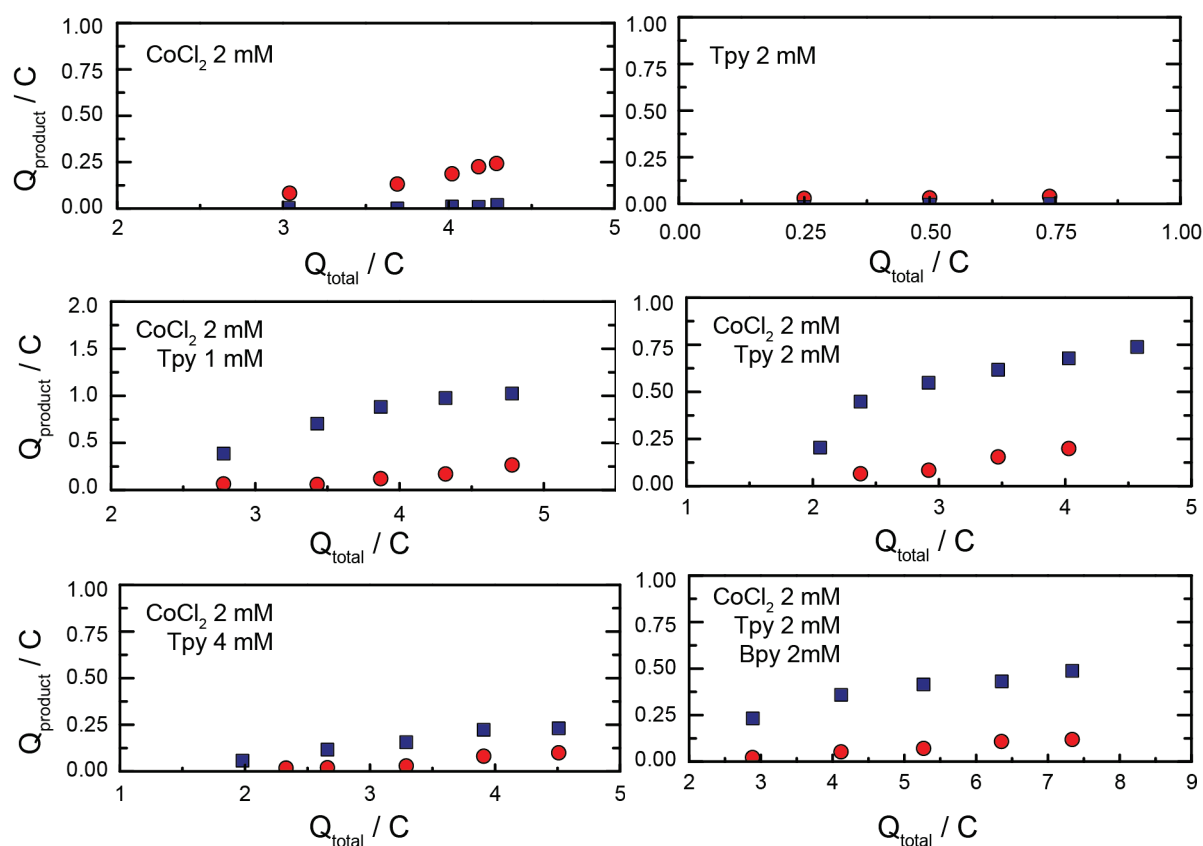 CoCl₂ 2 mM
Q_product / C
1.00
0.75
0.50
0.25
0.00
2 3 4 5
Q_total / C
Tpy 2 mM
1.00
0.75
0.50
0.25
0.00
0.00 0.25 0.50 0.75 1.00
Q_total / C
CoCl₂ 2 mM
Tpy 1 mM
Q_product / C
2.0
1.5
1.0
0.5
0.0
2 3 4 5
Q_total / C
CoCl₂ 2 mM
Tpy 2 mM
1.00
0.75
0.50
0.25
0.00
1 2 3 4 5
Q_total / C
CoCl₂ 2 mM
Tpy 4 mM
Q_product / C
1.00
0.75
0.50
0.25
0.00
1 2 3 4 5
Q_total / C
CoCl₂ 2 mM
Tpy 2 mM
Bpy 2mM
1.00
0.75
0.50
0.25
0.00
2 3 4 5 6 7 8 9
Q_total / C